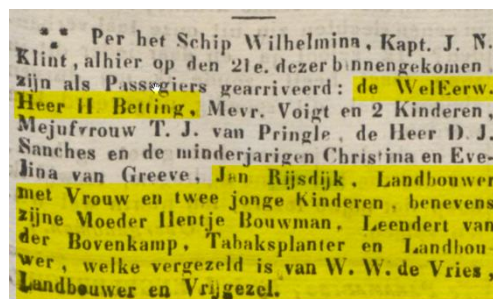 ⁂ Per het Schip Wilhelmina, Kapt. J. N.
Klint, alhier op den 21e. dezer binnengekomen
zijn als Passagiers gearriveerd: de WelEerw.
Heer H. Betting, Mevr. Voigt en 2 Kinderen,
Mejufvrouw T. J. van Pringle, de Heer D. J.
Sanches en de minderjarigen Christina en Eve-
lina van Greeve, Jan Rijsdijk, Landbouwer
met Vrouw en twee jonge Kinderen, benevens
zijne Moeder Hentje Bouwman, Leendert van
der Bovenkamp, Tabaksplanter en Landbou-
wer, welke vergezeld is van W. W. de Vries,
Landbouwer en Vrijgezel.